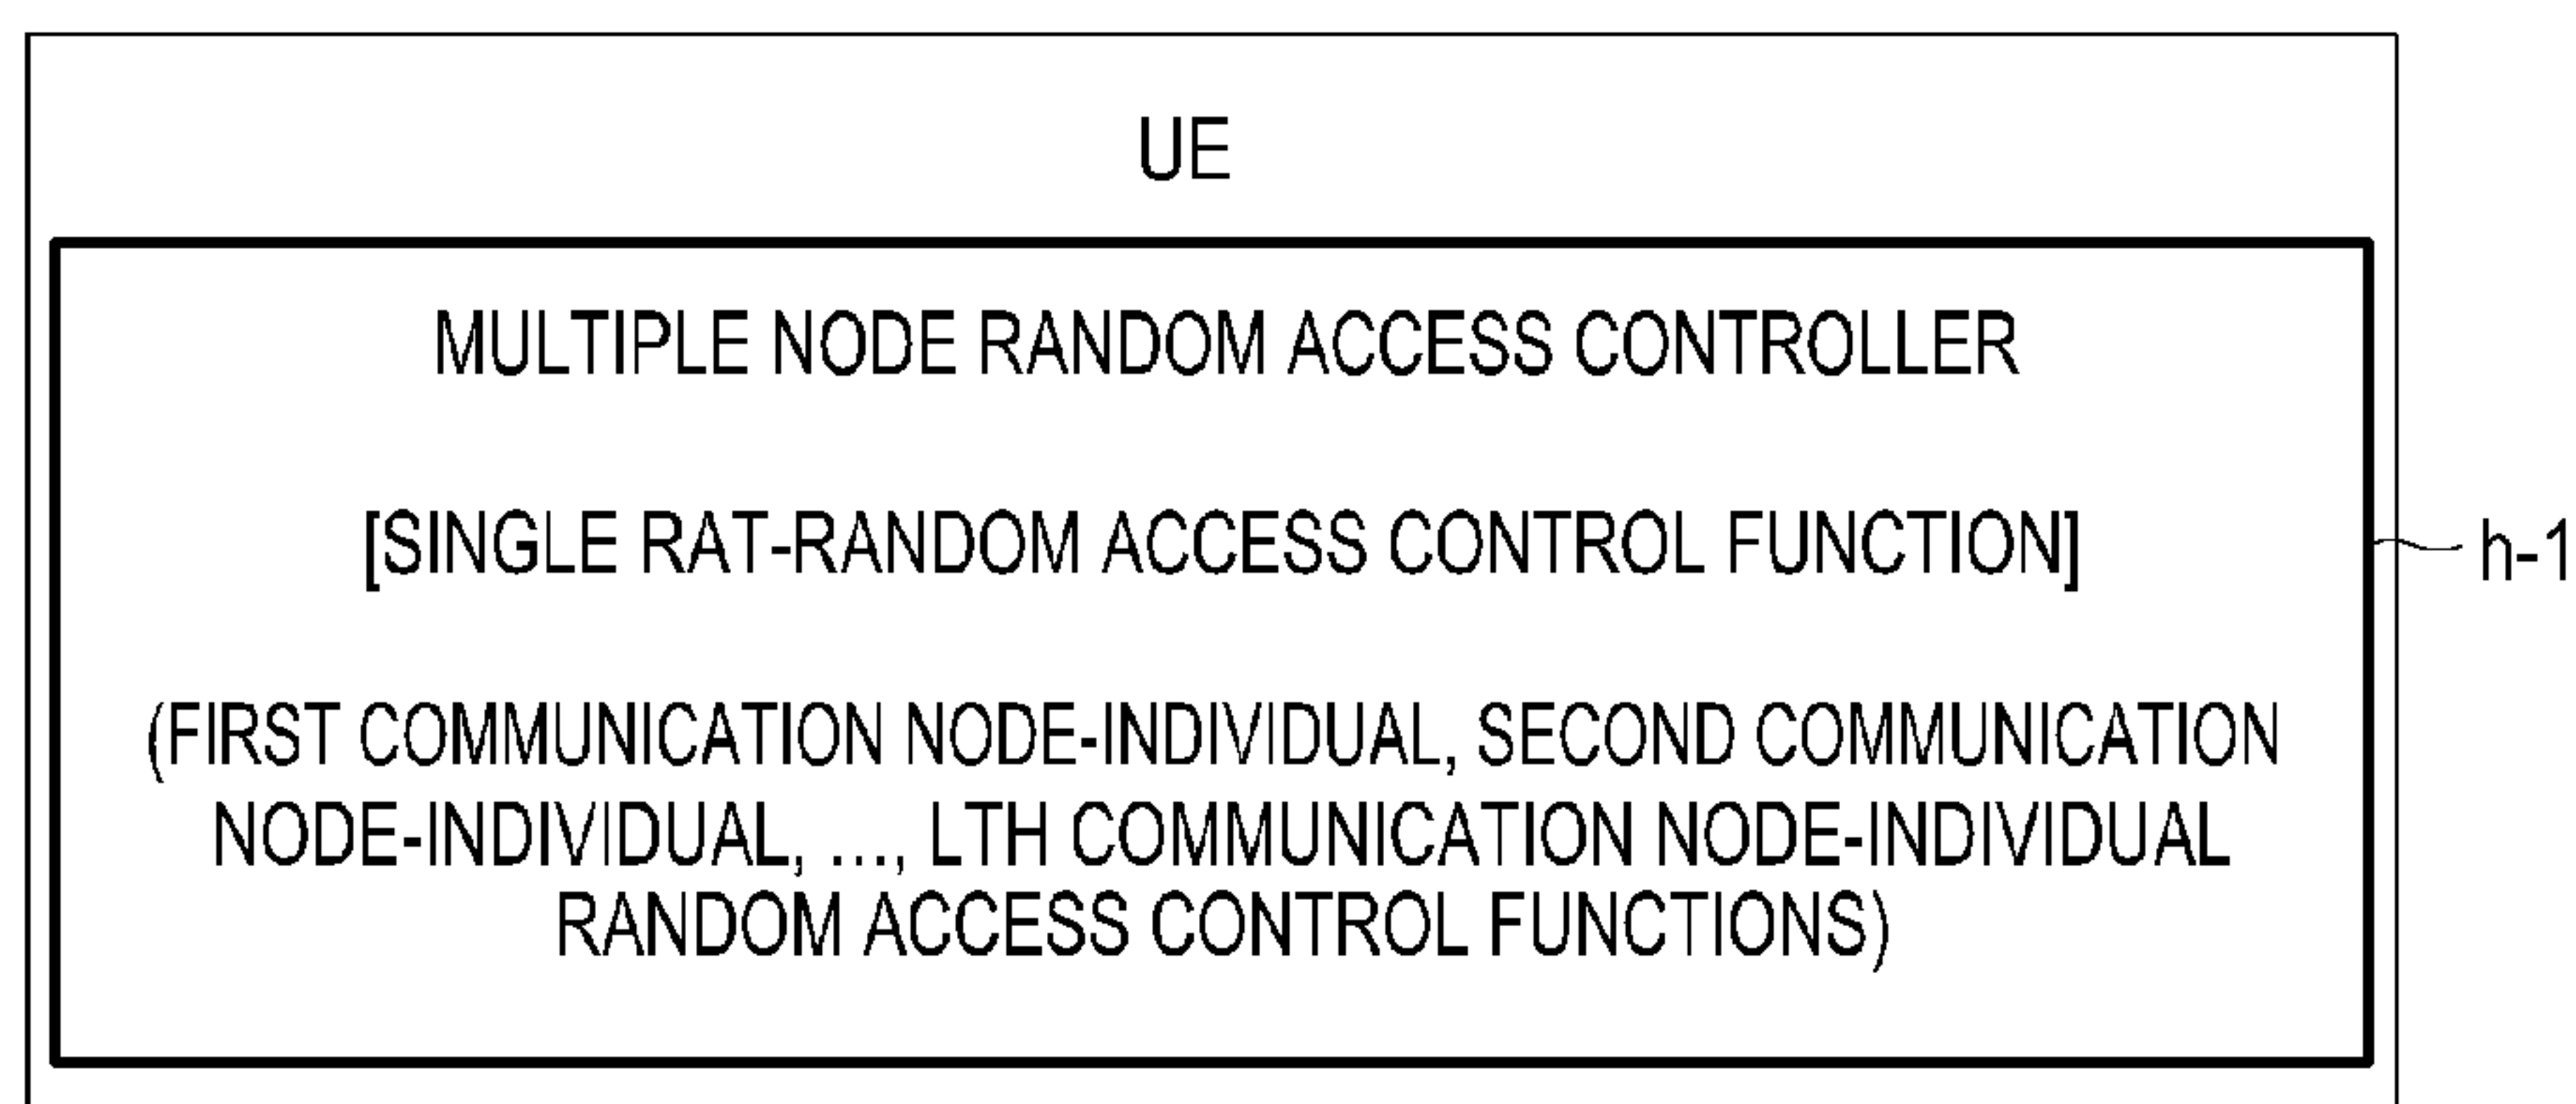 UE
MULTIPLE NODE RANDOM ACCESS CONTROLLER
[SINGLE RAT-RANDOM ACCESS CONTROL FUNCTION]
h-1
(FIRST COMMUNICATION NODE-INDIVIDUAL, SECOND COMMUNICATION
NODE-INDIVIDUAL, ..., LTH COMMUNICATION NODE-INDIVIDUAL
RANDOM ACCESS CONTROL FUNCTIONS)